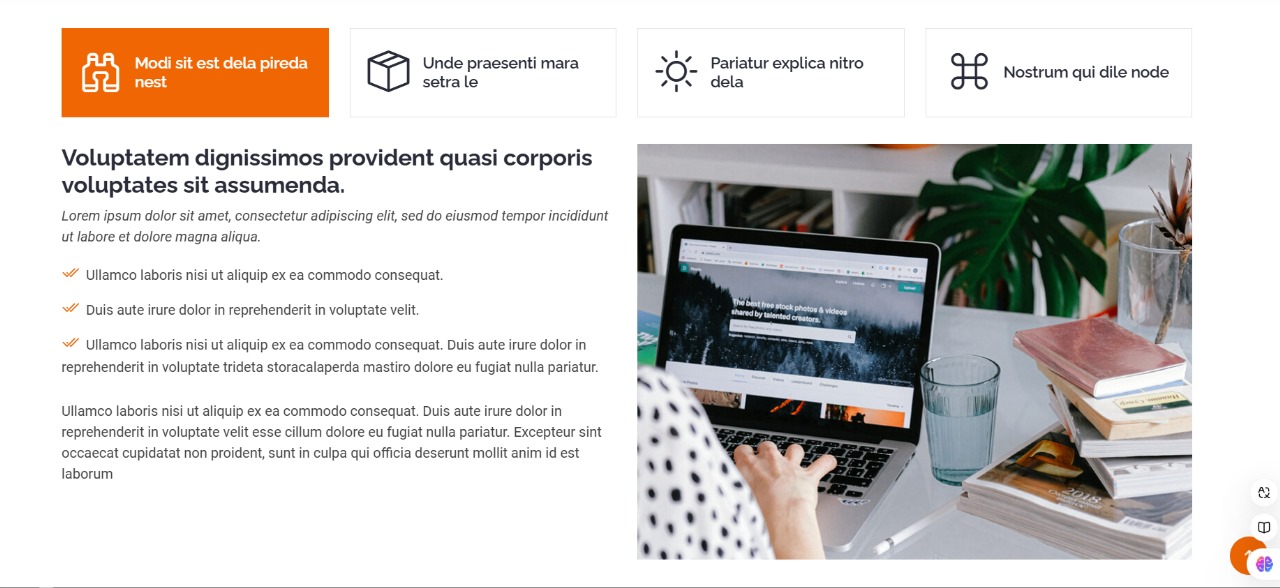 Modi sit est dela pireda
nest
Unde praesenti mara
setra le
Pariatur explica nitro
dela
Nostrum qui dile node
Voluptatem dignissimos provident quasi corporis
voluptates sit assumenda.
Lorem ipsum dolor sit amet, consectetur adipiscing elit, sed do eiusmod tempor incididunt
ut labore et dolore magna aliqua.
Ullamco laboris nisi ut aliquip ex ea commodo consequat.
Duis aute irure dolor in reprehenderit in voluptate velit.
Ullamco laboris nisi ut aliquip ex ea commodo consequat. Duis aute irure dolor in
reprehenderit in voluptate trideta storacalaperda mastiro dolore eu fugiat nulla pariatur.
Ullamco laboris nisi ut aliquip ex ea commodo consequat. Duis aute irure dolor in
reprehenderit in voluptate velit esse cillum dolore eu fugiat nulla pariatur. Excepteur sint
occaecat cupidatat non proident, sunt in culpa qui officia deserunt mollit anim id est
laborum
The best free stock photos & videos
shared by talented creators.
2018